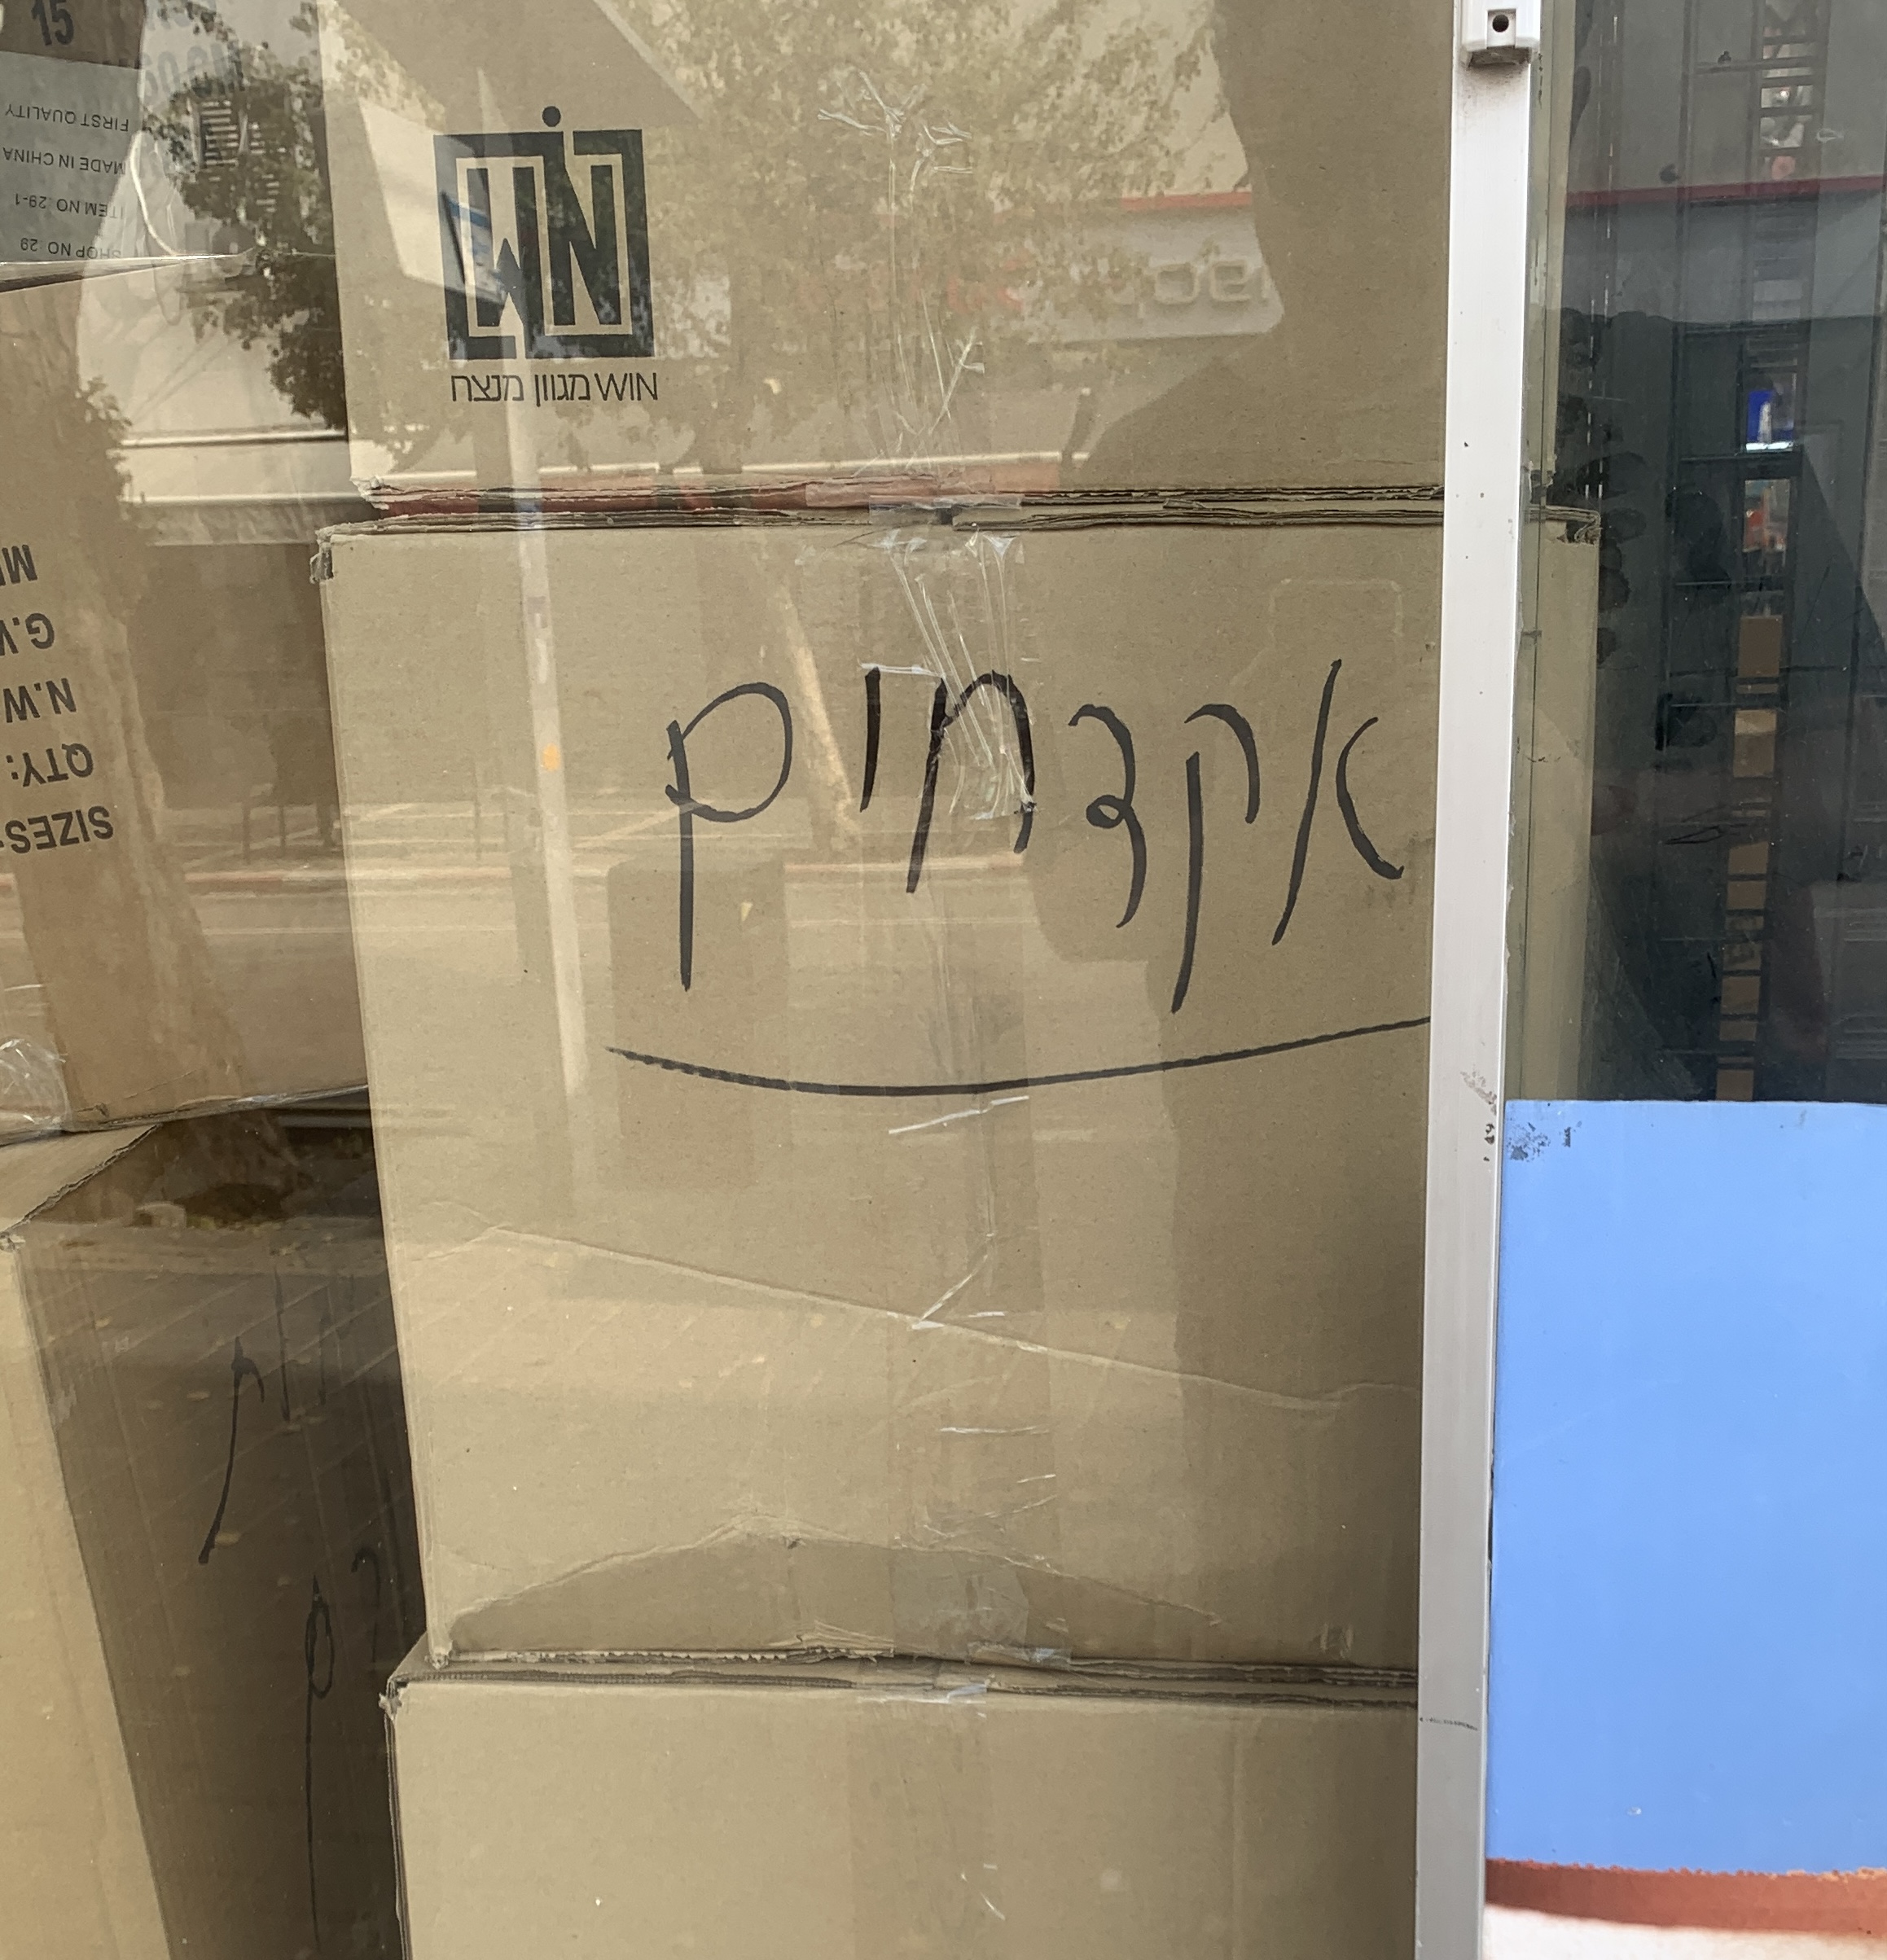 15
SHOP NO 29
ITEM NO. 29-1
MADE IN CHINA
FIRST QUALITY
WIN
WIN מגוון מנצח
SIZES
QTY:
N.W
אקדחים